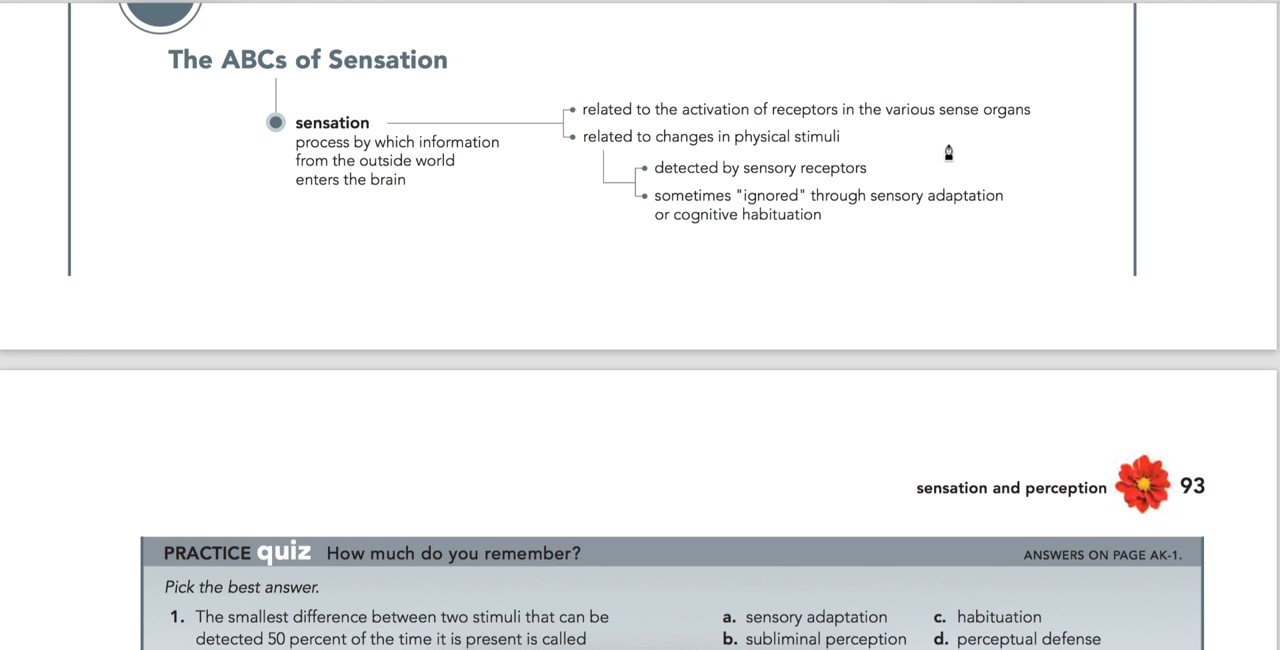 The ABCs of Sensation
sensation
process by which information
from the outside world
enters the brain
related to the activation of receptors in the various sense organs
related to changes in physical stimuli
detected by sensory receptors
sometimes "ignored" through sensory adaptation
or cognitive habituation
sensation and perception 93
PRACTICE quiz How much do you remember? ANSWERS ON PAGE AK-1.
Pick the best answer.
1. The smallest difference between two stimuli that can be
detected 50 percent of the time it is present is called
a. sensory adaptation c. habituation
b. subliminal perception d. perceptual defense